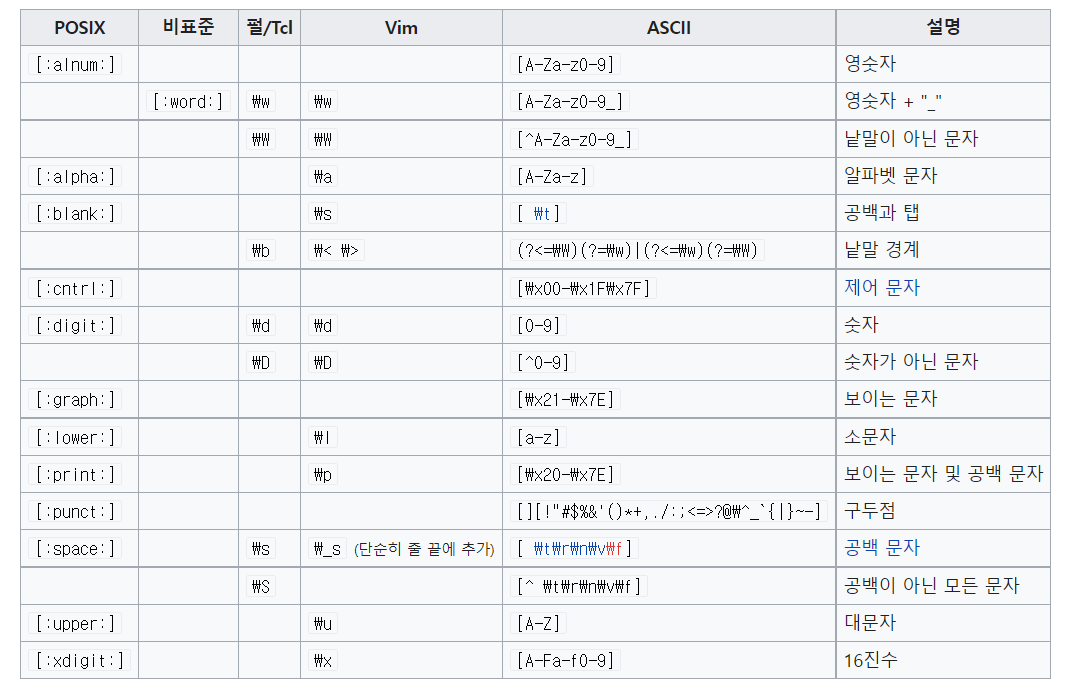 POSIX 비표준 펄/Tcl Vim ASCII 설명
[:alnum:] [A-Za-z0-9] 영숫자
[:word:] ₩w ₩w [A-Za-z0-9_] 영숫자 + "_"
₩W ₩W [^A-Za-z0-9_] 낱말이 아닌 문자
[:alpha:] ₩a [A-Za-z] 알파벳 문자
[:blank:] ₩s [ ₩t] 공백과 탭
₩b ₩< ₩> (?<=₩W)(?=₩w)|(?<=₩w)(?=₩W) 낱말 경계
[:cntrl:] [₩x00-₩x1F₩x7F] 제어 문자
[:digit:] ₩d ₩d [0-9] 숫자
₩D ₩D [^0-9] 숫자가 아닌 문자
[:graph:] [₩x21-₩x7E] 보이는 문자
[:lower:] ₩l [a-z] 소문자
[:print:] ₩p [₩x20-₩x7E] 보이는 문자 및 공백 문자
[:punct:] [][!"#$%&'()*+,./:;<=>?@₩^_`{|}~-] 구두점
[:space:] ₩s ₩_s (단순히 줄 끝에 추가) [ ₩t₩r₩n₩v₩f] 공백 문자
₩S [^ ₩t₩r₩n₩v₩f] 공백이 아닌 모든 문자
[:upper:] ₩u [A-Z] 대문자
[:xdigit:] ₩x [A-Fa-f0-9] 16진수